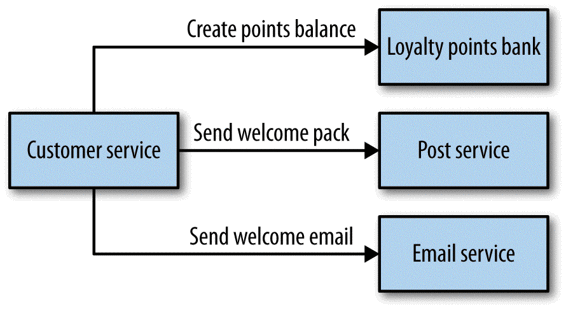 Create points balance
Loyalty points bank
Customer service
Send welcome pack
Post service
Send welcome email
Email service